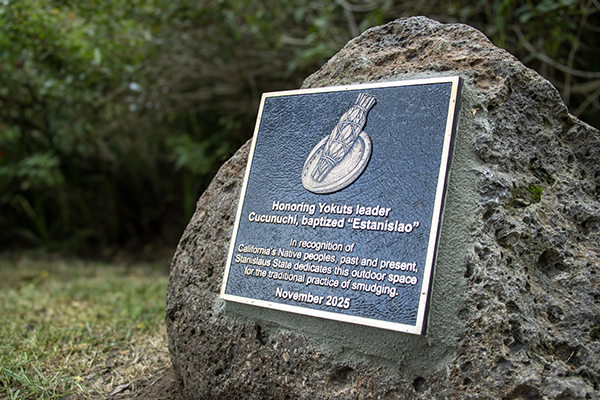 Honoring Yokuts leader
Cucunuchi, baptized “Estanislao”
In recognition of
California's Native peoples, past and present,
Stanislaus State dedicates this outdoor space
for the traditional practice of smudging.
November 2025